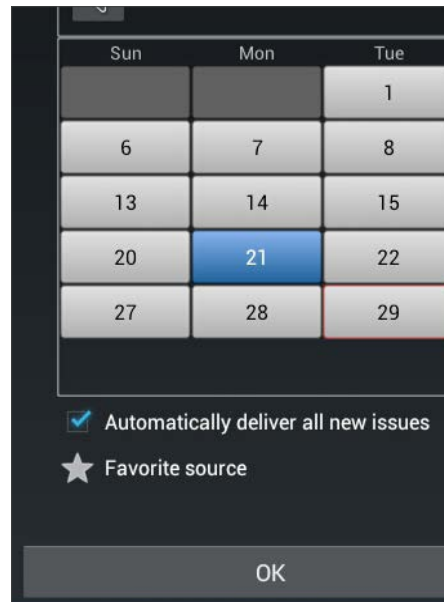 Sun Mon Tue
1
6 7 8
13 14 15
20 21 22
27 28 29
Automatically deliver all new issues
Favorite source
OK